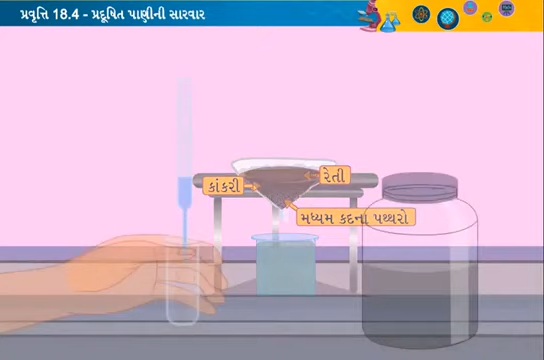 પ્રવૃત્તિ 18.4 - પ્રદૂષિત પાણીની સારવાર
રેતી
કાંકરી
મધ્યમ કદના પથ્થરો